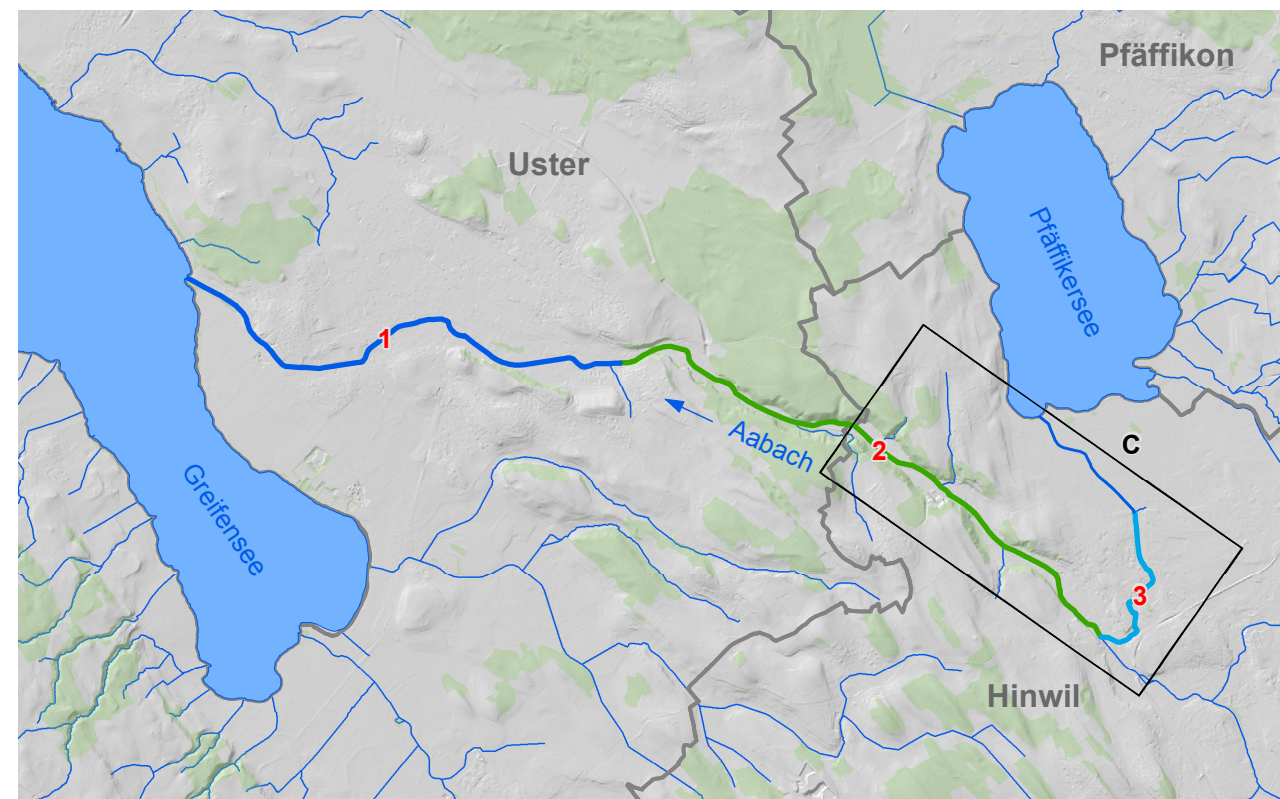 Pfäffikon
Uster
Pfäffikersee
1
Aabach
C
2
Greifensee
3
Hinwil